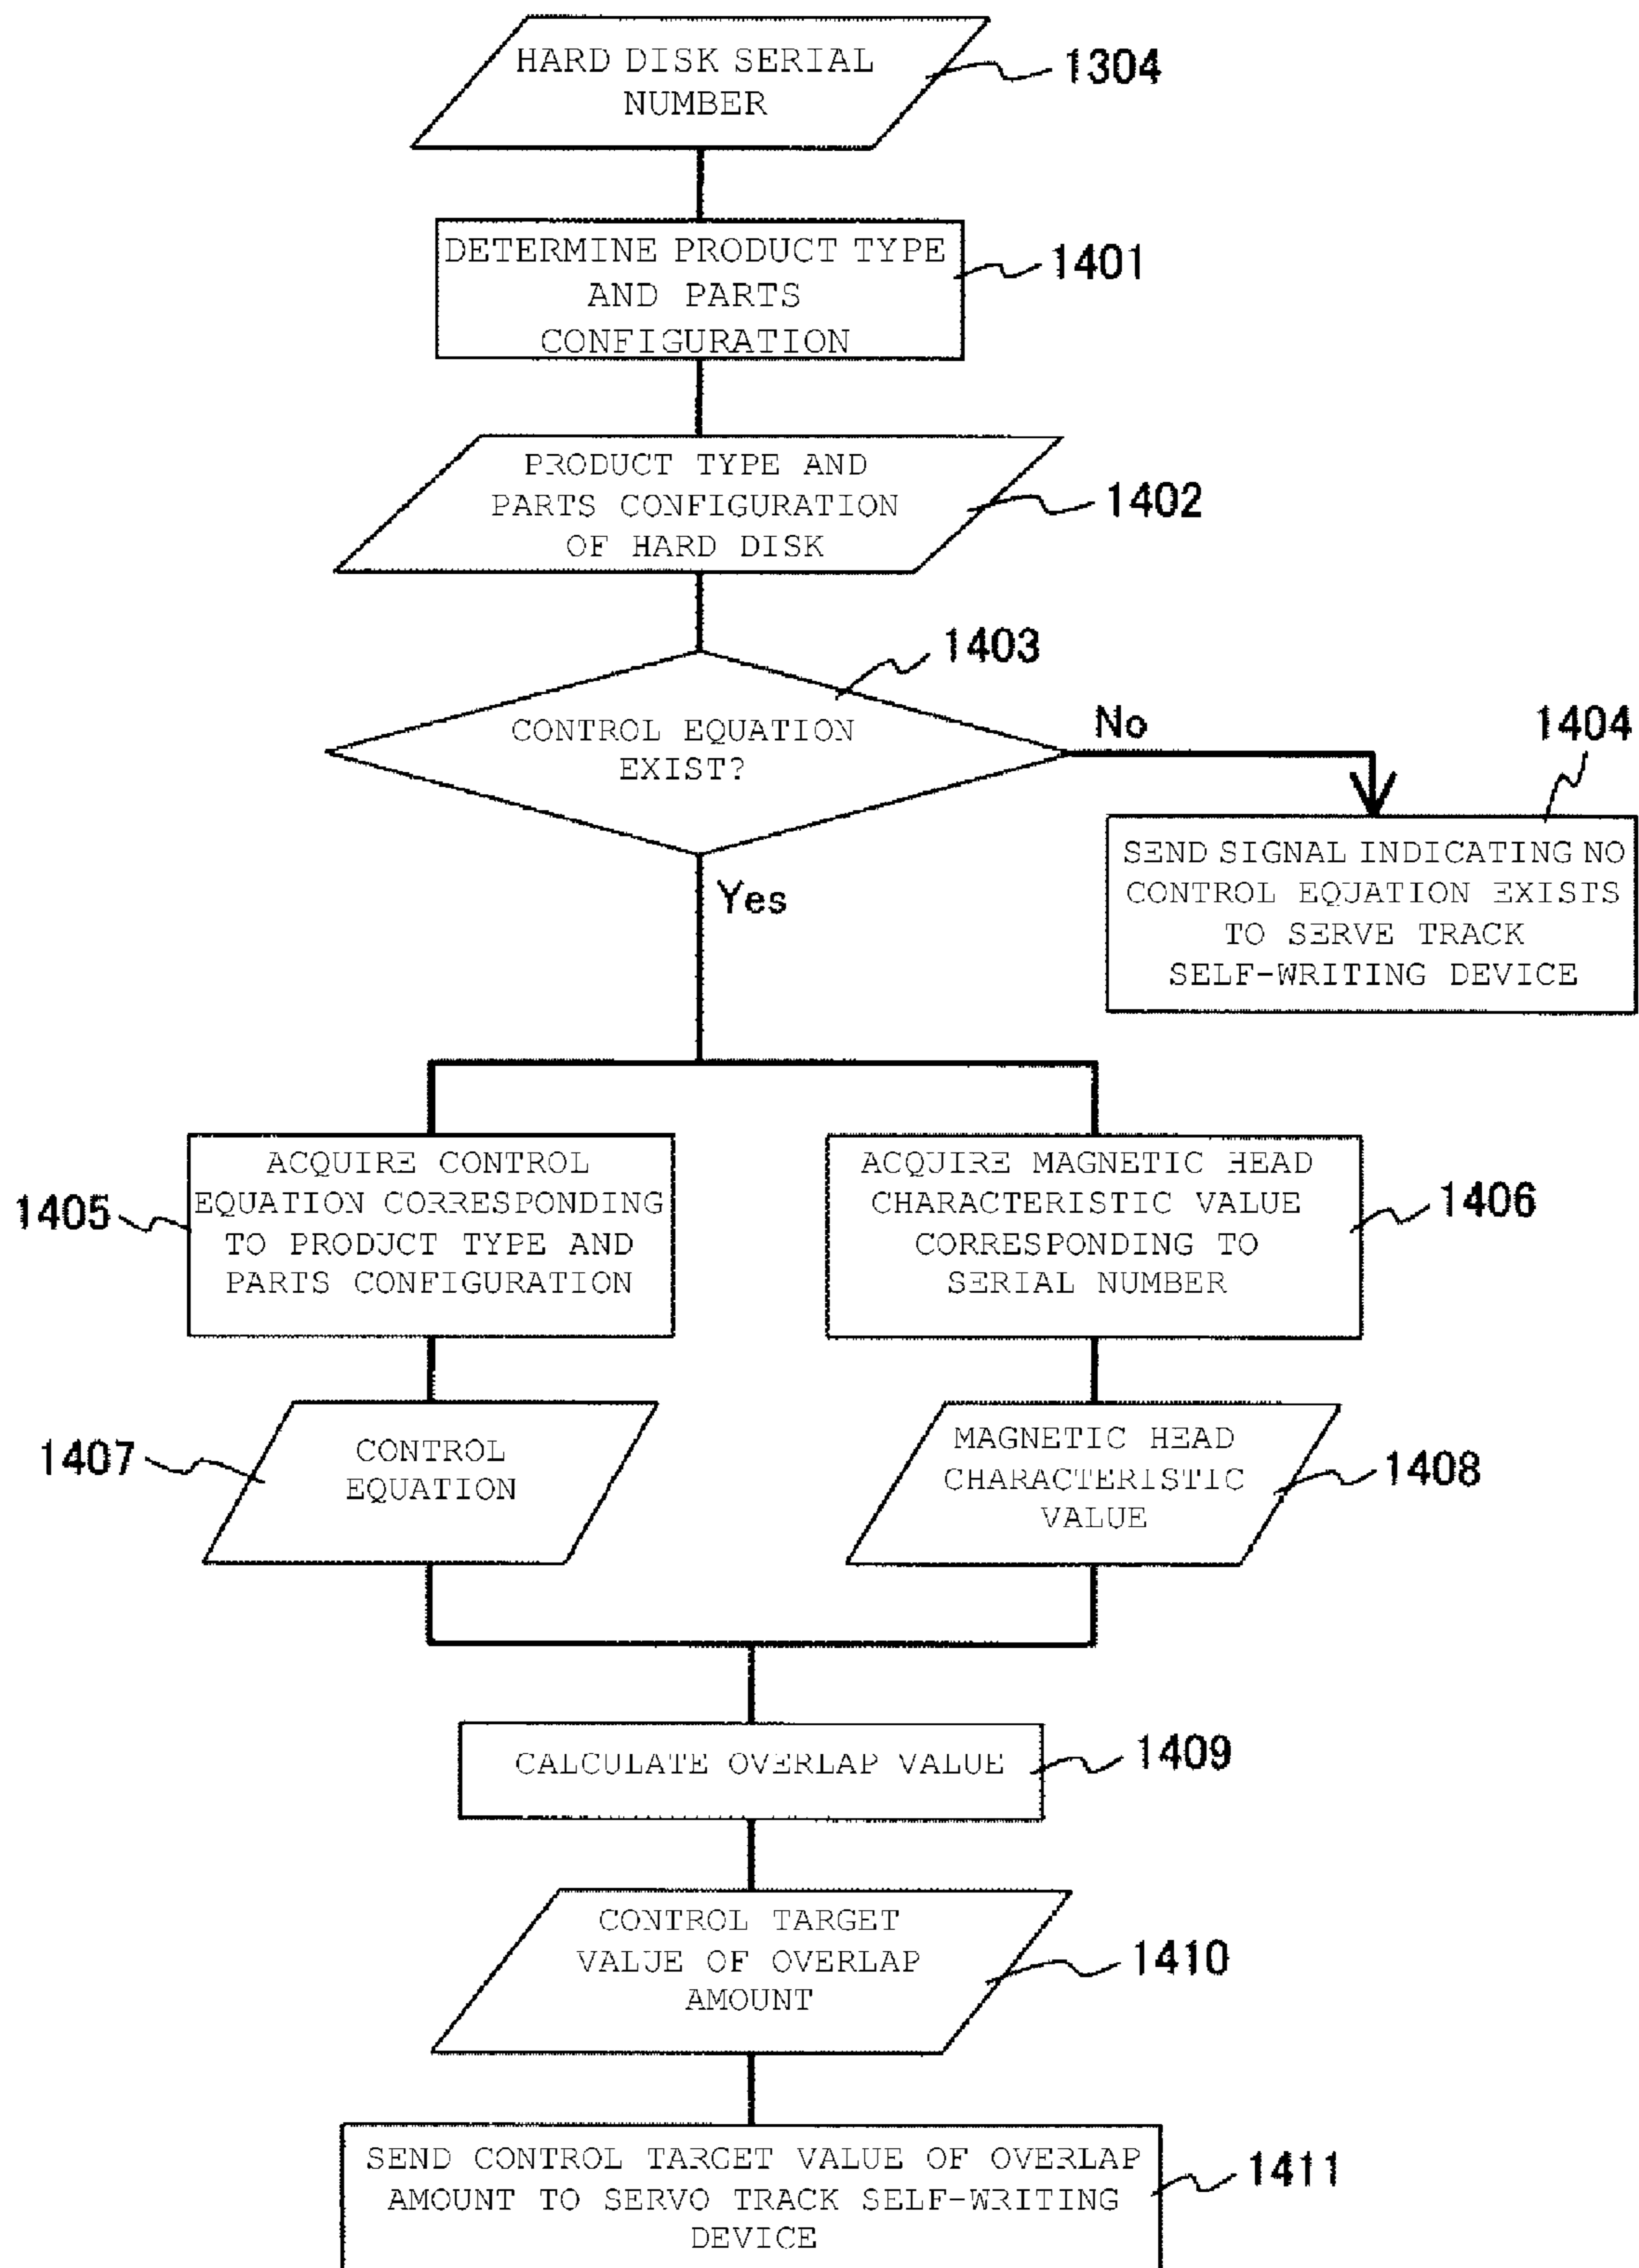 HARD DISK SERIAL
NUMBER
1304
DETERMINE PRODUCT TYPE
AND PARTS
CONFIGURATION
1401
PRODUCT TYPE AND
PARTS CONFIGURATION
OF HARD DISK
1402
1403
CONTROL EQUATION
EXIST?
No
1404
SEND SIGNAL INDICATING NO
CONTROL EQUATION EXISTS
TO SERVE TRACK
SELF-WRITING DEVICE
Yes
ACQUIRE CONTROL
EQUATION CORRESPONDING
TO PRODUCT TYPE AND
PARTS CONFIGURATION
1405
ACQUIRE MAGNETIC HEAD
CHARACTERISTIC VALUE
CORRESPONDING TO
SERIAL NUMBER
1406
CONTROL
EQUATION
1407
MAGNETIC HEAD
CHARACTERISTIC
VALUE
1408
CALCULATE OVERLAP VALUE
1409
CONTROL TARGET
VALUE OF OVERLAP
AMOUNT
1410
SEND CONTROL TARGET VALUE OF OVERLAP
AMOUNT TO SERVO TRACK SELF-WRITING
DEVICE
1411